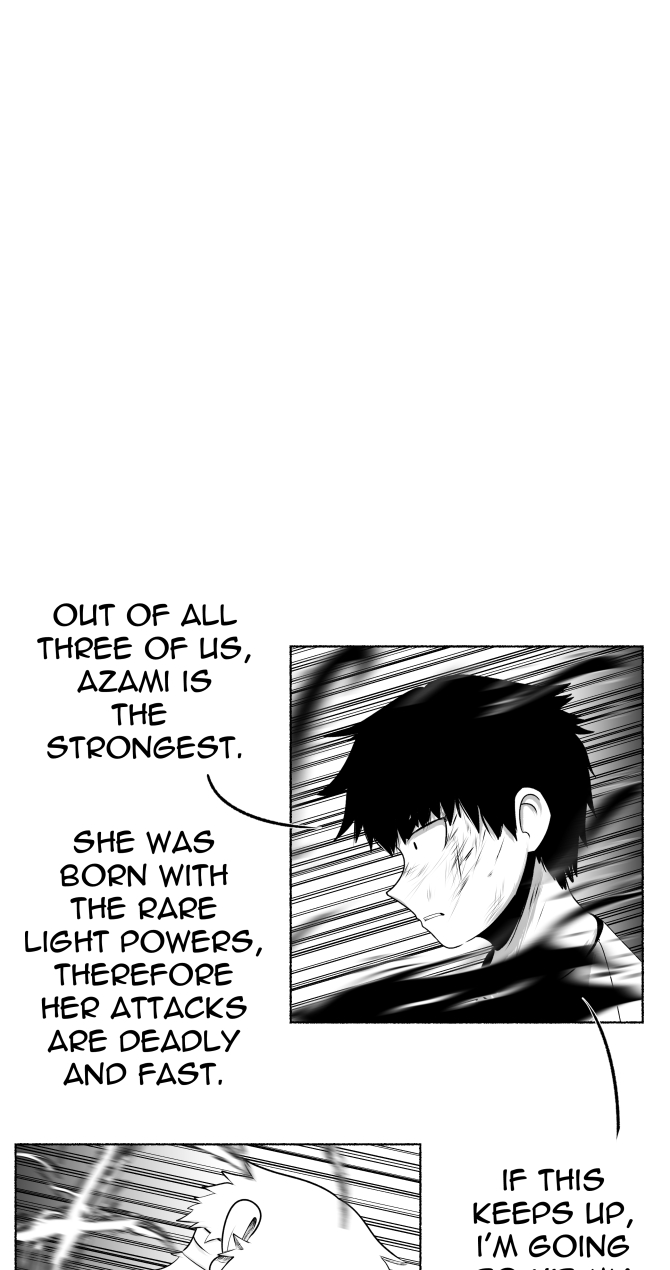 OUT OF ALL
THREE OF US,
AZAMI IS
THE
STRONGEST.
SHE WAS
BORN WITH
THE RARE
LIGHT POWERS,
THEREFORE
HER ATTACKS
ARE DEADLY
AND FAST.
IF THIS
KEEPS UP,
I'M GOING